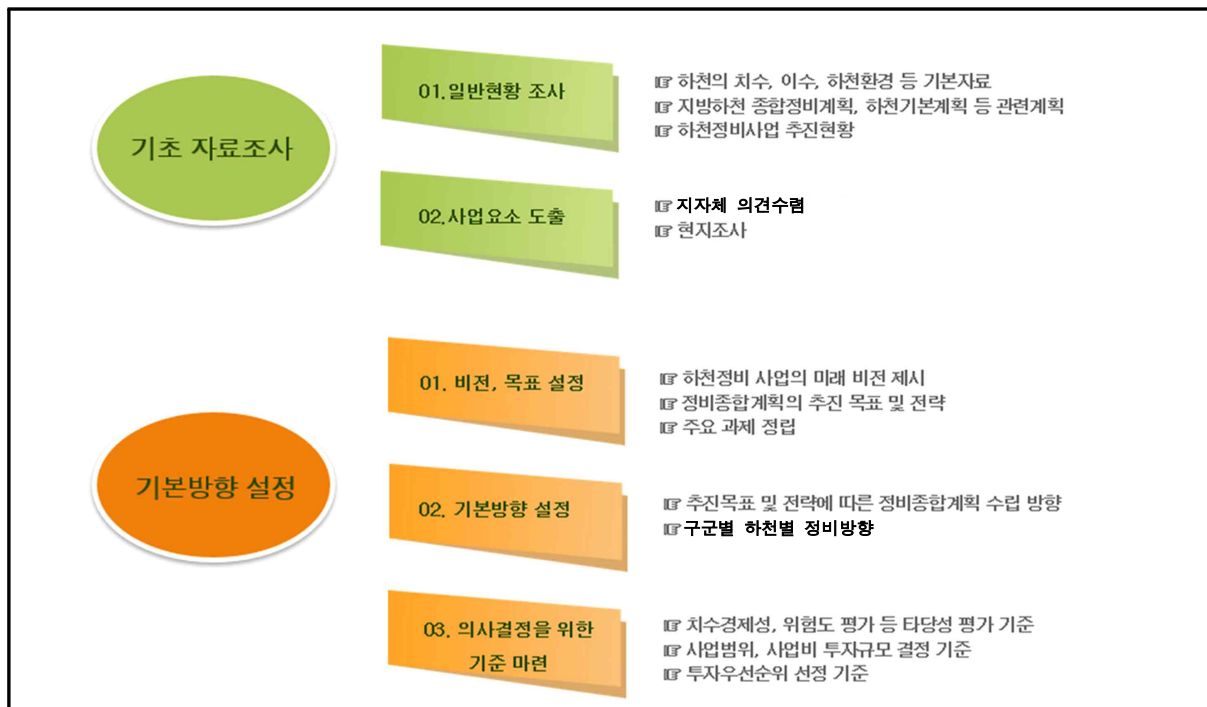 기초 자료조사
01.일반현황 조사
☞ 하천의 치수, 이수, 하천환경 등 기본자료
☞ 지방하천 종합정비계획, 하천기본계획 등 관련계획
☞ 하천정비사업 추진현황
02.사업요소 도출
☞ 지자체 의견수렴
☞ 현지조사
기본방향 설정
01. 비전, 목표 설정
☞ 하천정비 사업의 미래 비전 제시
☞ 정비종합계획의 추진 목표 및 전략
☞ 주요 과제 정립
02. 기본방향 설정
☞ 추진목표 및 전략에 따른 정비종합계획 수립 방향
☞ 구군별 하천별 정비방향
03. 의사결정을 위한
기준 마련
☞ 치수경제성, 위험도 평가 등 타당성 평가 기준
☞ 사업범위, 사업비 투자규모 결정 기준
☞ 투자우선순위 선정 기준